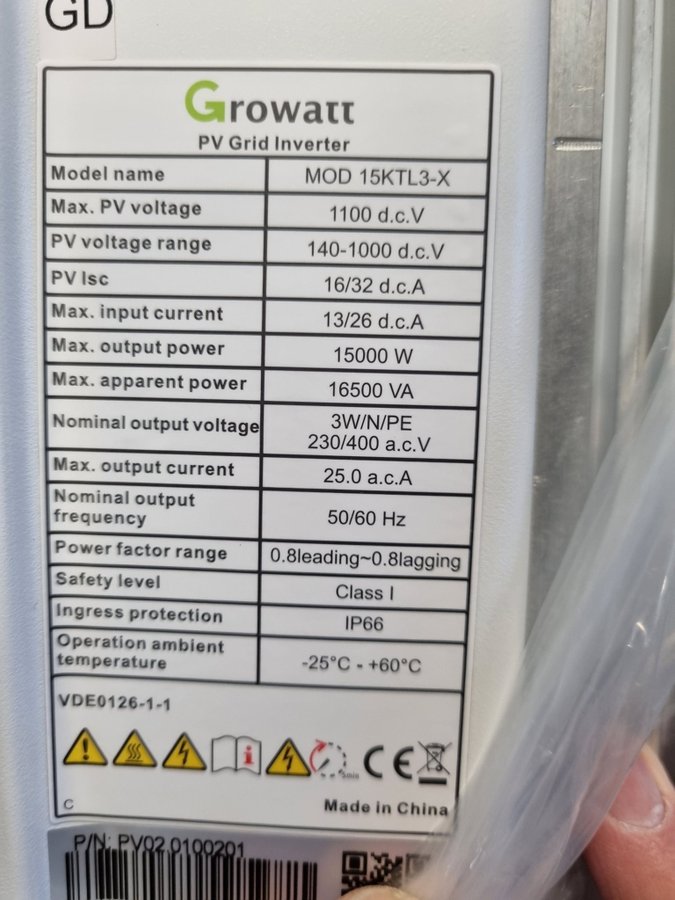 GD
Growatt
PV Grid Inverter
Model name MOD 15KTL3-X
Max. PV voltage 1100 d.c.V
PV voltage range 140-1000 d.c.V
PV Isc 16/32 d.c.A
Max. input current 13/26 d.c.A
Max. output power 15000 W
Max. apparent power 16500 VA
Nominal output voltage 3W/N/PE
230/400 a.c.V
Max. output current 25.0 a.c.A
Nominal output
frequency 50/60 Hz
Power factor range 0.8leading~0.8lagging
Safety level Class I
Ingress protection IP66
Operation ambient
temperature -25°C - +60°C
VDE0126-1-1
5min
CE
C Made in China
P/N: PV02.0100201